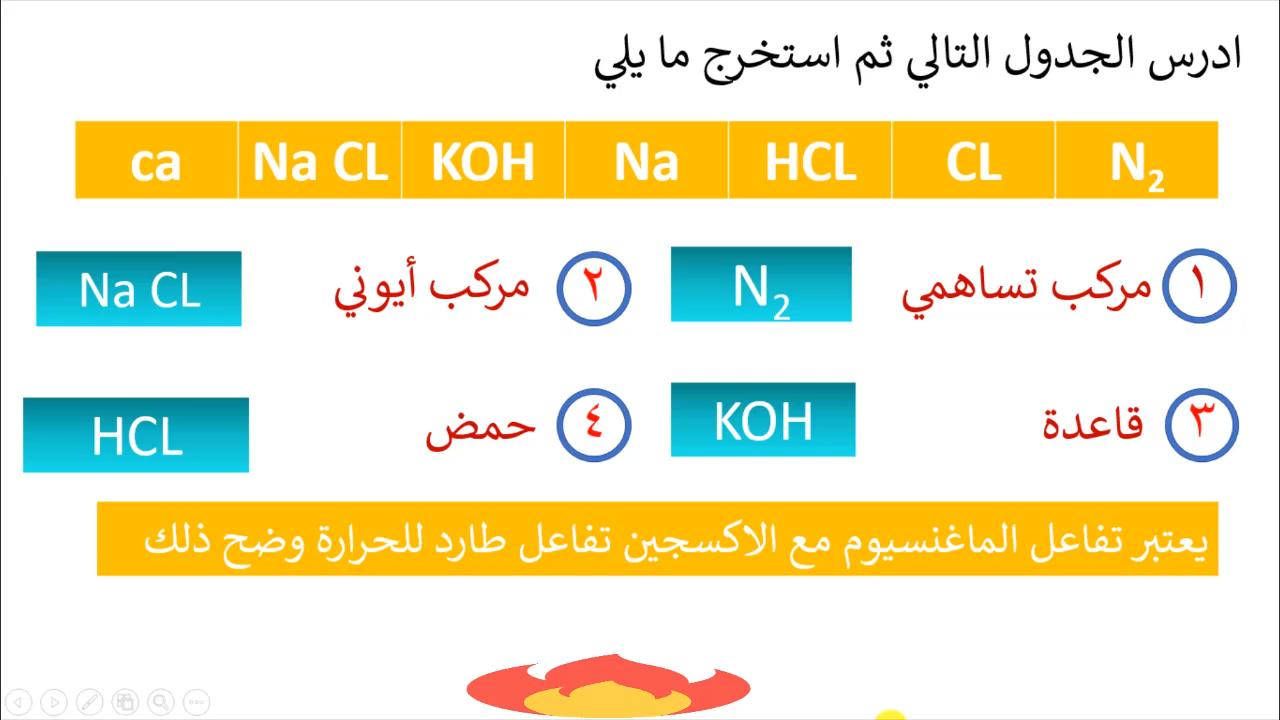 ادرس الجدول التالي ثم استخرج ما يلي
N₂ CL HCL Na KOH Na CL ca
١ مركب تساهمي N₂ ٢ مركب أيوني Na CL
٣ قاعدة KOH ٤ حمض HCL
يعتبر تفاعل الماغنسيوم مع الاكسجين تفاعل طارد للحرارة وضح ذلك